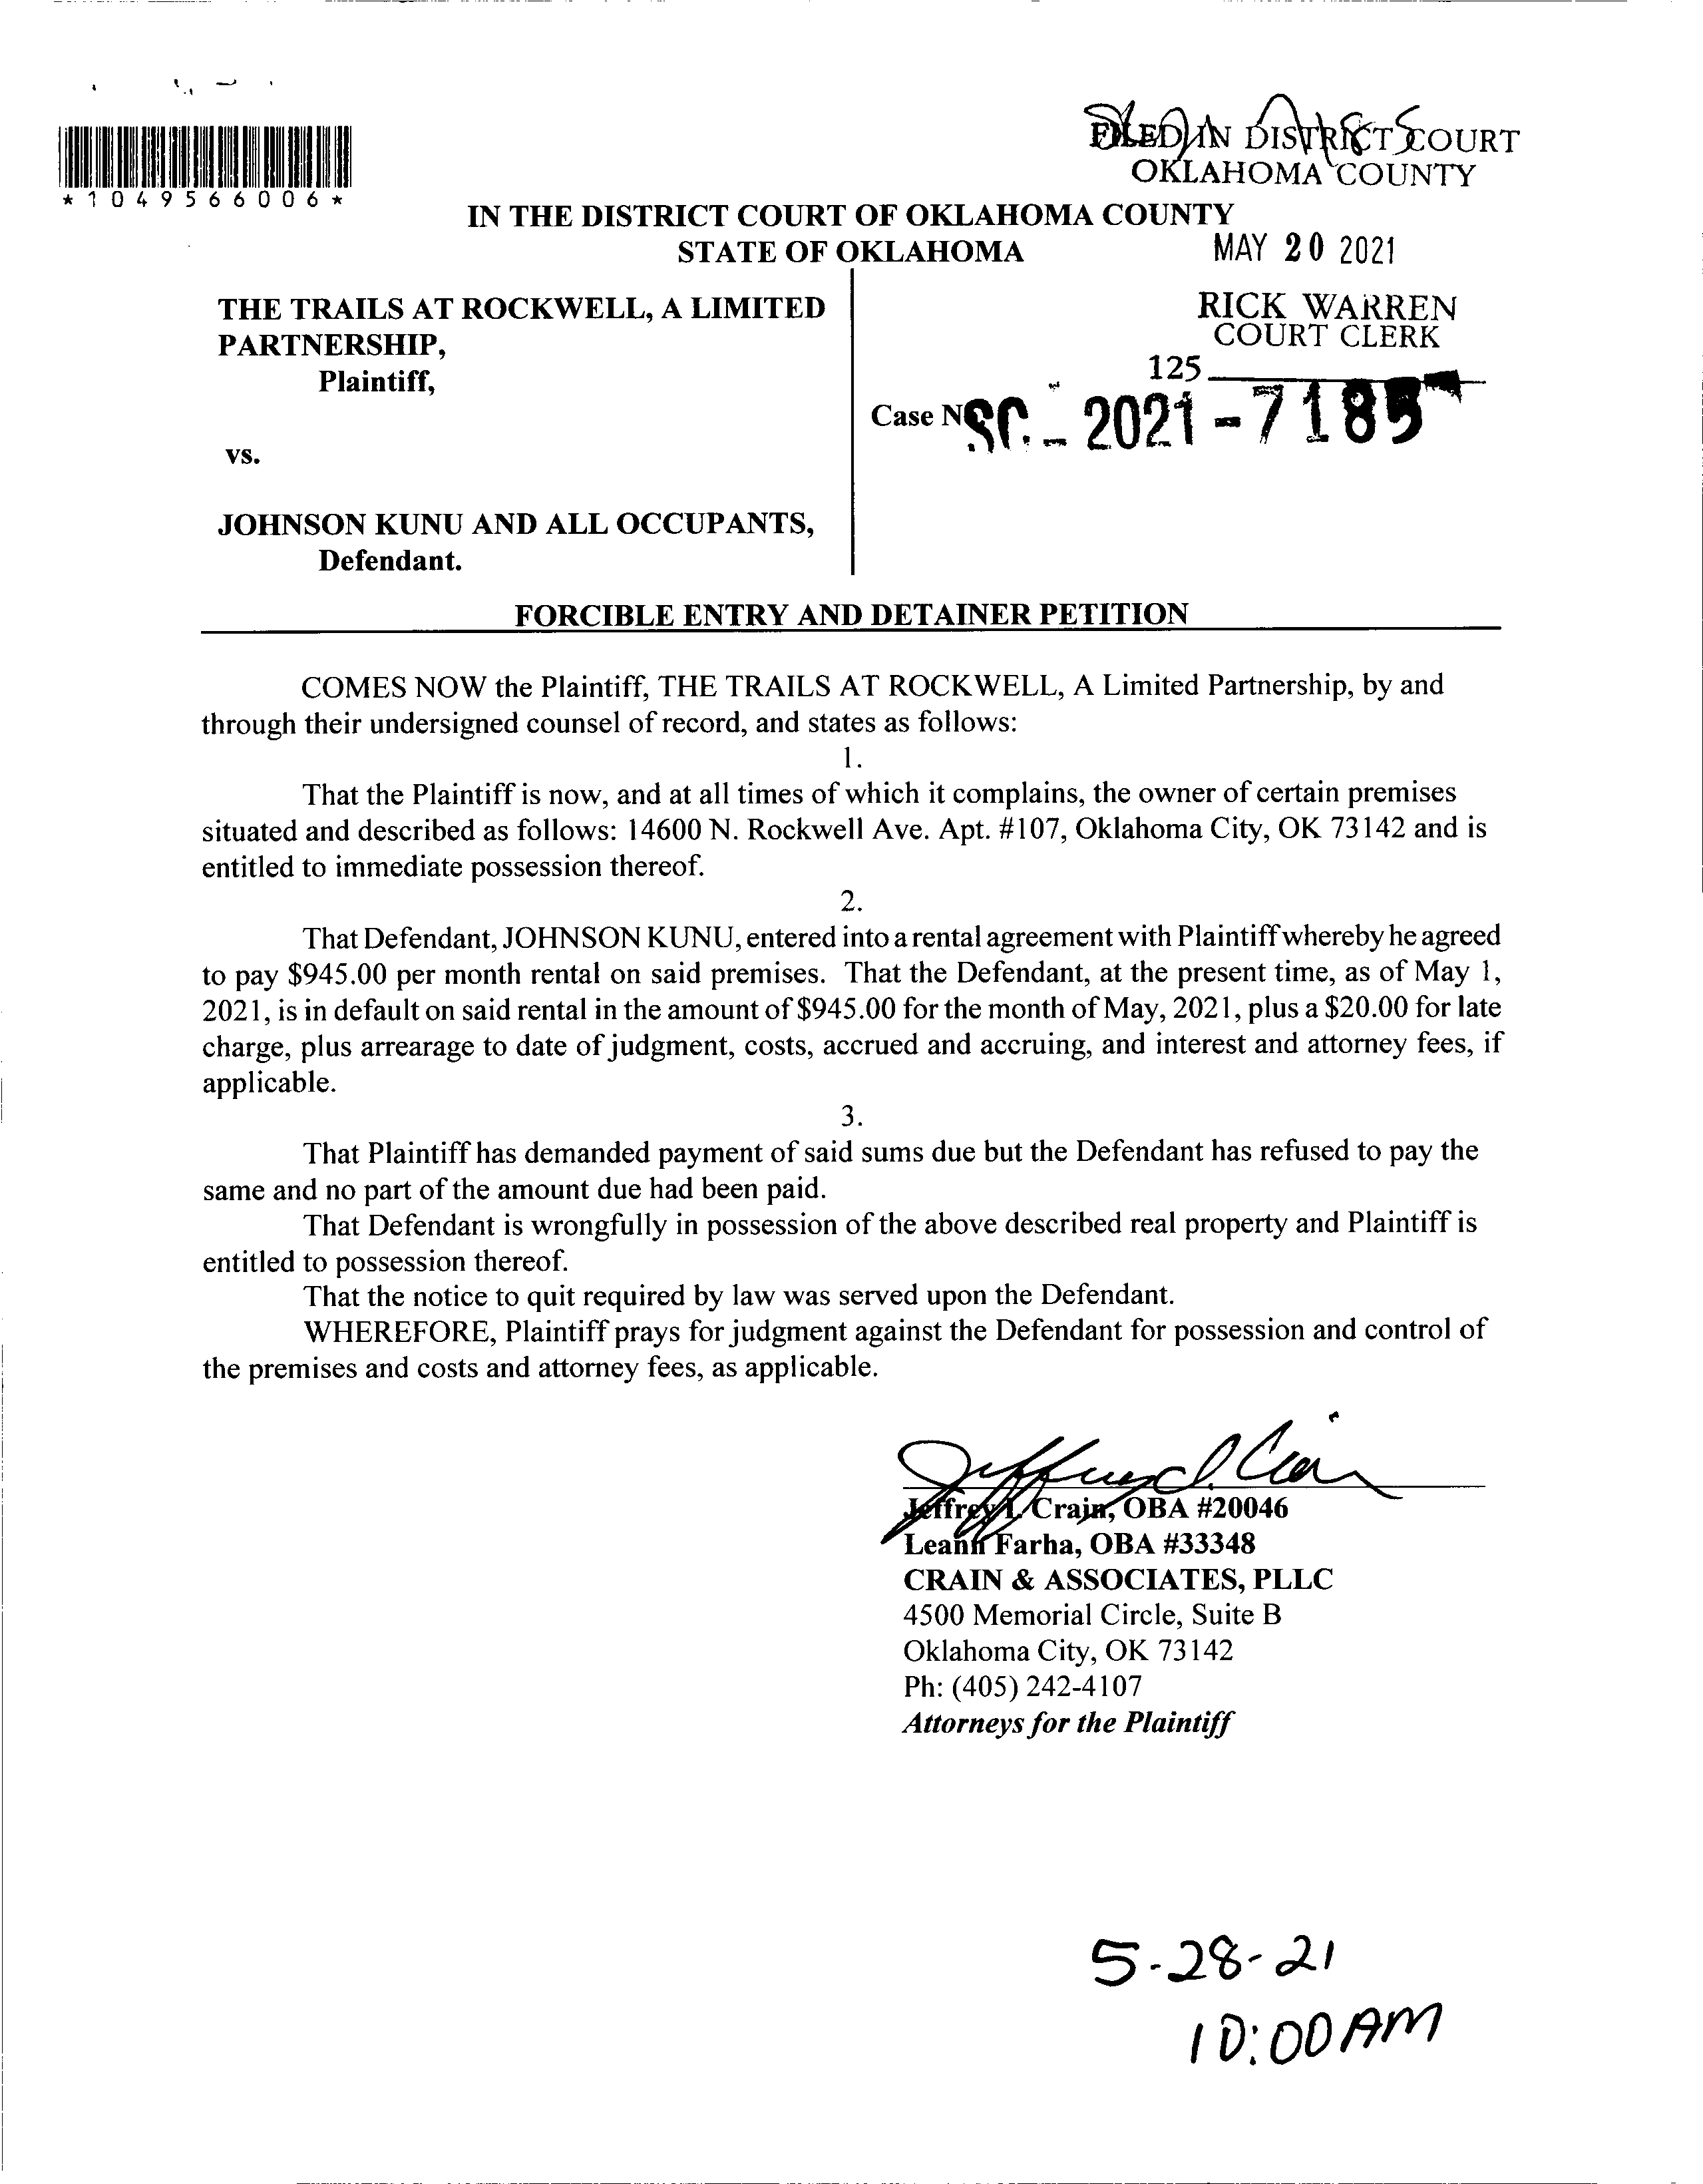 *1049566006*
FILED IN DISTRICT COURT
OKLAHOMA COUNTY
IN THE DISTRICT COURT OF OKLAHOMA COUNTY
STATE OF OKLAHOMA
MAY 20 2021
THE TRAILS AT ROCKWELL, A LIMITED
PARTNERSHIP,
Plaintiff,
RICK WARREN
COURT CLERK
125
Case No
SC - 2021 - 7185
vs.
JOHNSON KUNU AND ALL OCCUPANTS,
Defendant.
FORCIBLE ENTRY AND DETAINER PETITION
COMES NOW the Plaintiff, THE TRAILS AT ROCKWELL, A Limited Partnership, by and
through their undersigned counsel of record, and states as follows:
1.
That the Plaintiff is now, and at all times of which it complains, the owner of certain premises
situated and described as follows: 14600 N. Rockwell Ave. Apt. #107, Oklahoma City, OK 73142 and is
entitled to immediate possession thereof.
2.
That Defendant, JOHNSON KUNU, entered into a rental agreement with Plaintiff whereby he agreed
to pay $945.00 per month rental on said premises. That the Defendant, at the present time, as of May 1,
2021, is in default on said rental in the amount of $945.00 for the month of May, 2021, plus a $20.00 for late
charge, plus arrearage to date of judgment, costs, accrued and accruing, and interest and attorney fees, if
applicable.
3.
That Plaintiff has demanded payment of said sums due but the Defendant has refused to pay the
same and no part of the amount due had been paid.
That Defendant is wrongfully in possession of the above described real property and Plaintiff is
entitled to possession thereof.
That the notice to quit required by law was served upon the Defendant.
WHEREFORE, Plaintiff prays for judgment against the Defendant for possession and control of
the premises and costs and attorney fees, as applicable.
Jeffrey I. Crain, OBA #20046
Leann Farha, OBA #33348
CRAIN & ASSOCIATES, PLLC
4500 Memorial Circle, Suite B
Oklahoma City, OK 73142
Ph: (405) 242-4107
Attorneys for the Plaintiff
5-28-21
10:00 AM